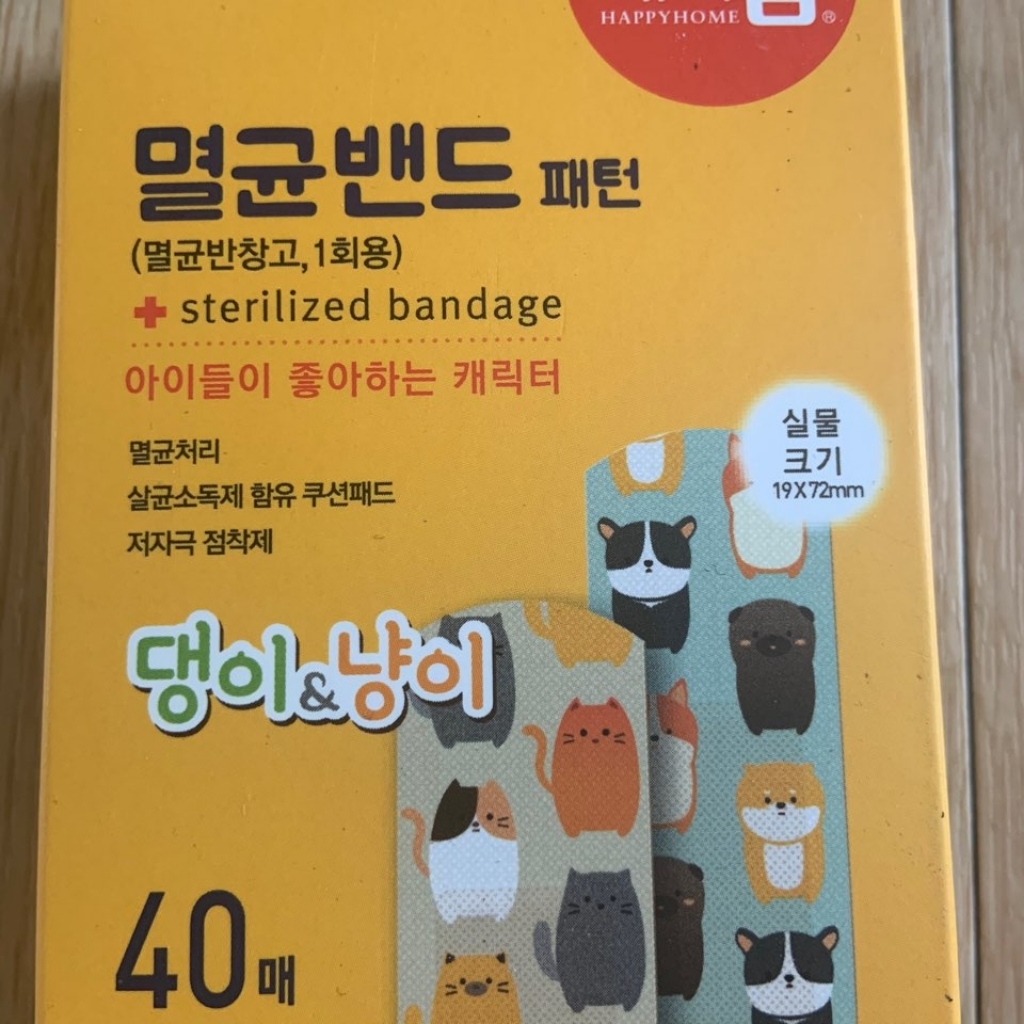 HAPPYHOME ®
멸균밴드 패턴
(멸균반창고, 1회용)
sterilized bandage
아이들이 좋아하는 캐릭터
멸균처리
살균소독제 함유 쿠션패드
저자극 점착제
실물
크기
19X72mm
댕이&냥이
40매